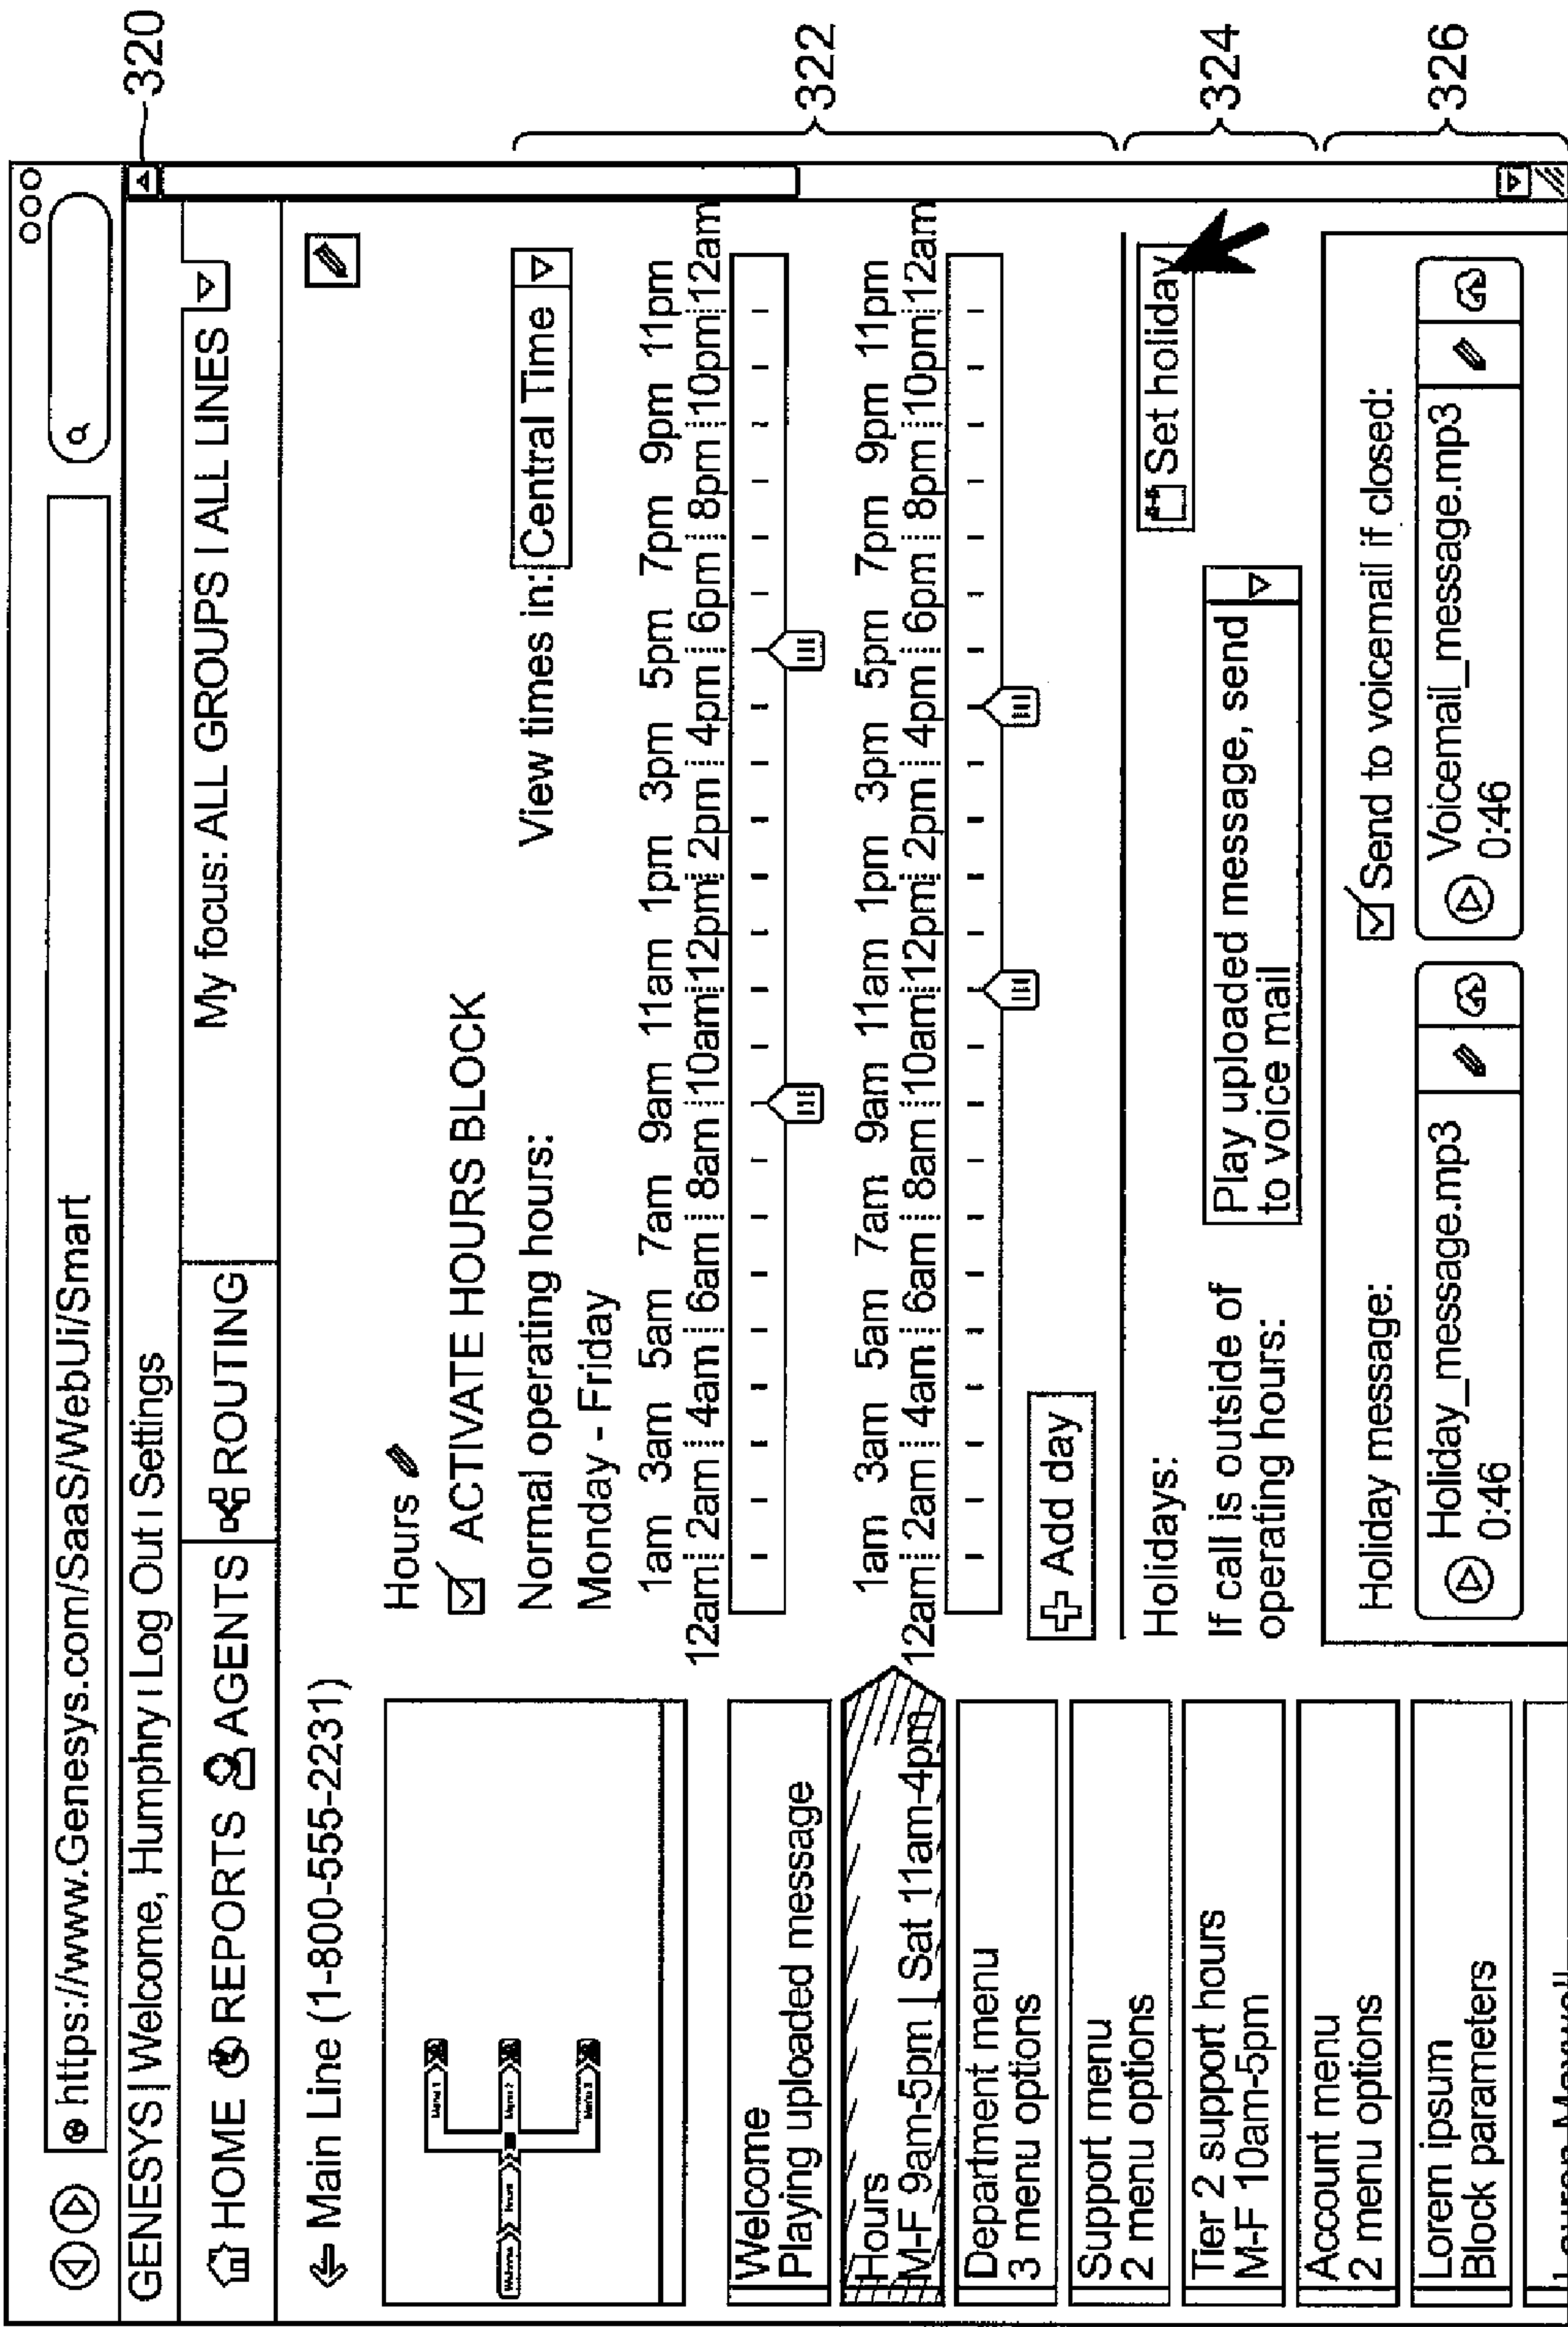 https://www.Genesys.com/SaaS/WebUi/Smart
GENESYS | Welcome, Humphry | Log Out | Settings
320
HOME REPORTS AGENTS ROUTING My focus: ALL GROUPS | ALL LINES
Main Line (1-800-555-2231)
Menu 1
Welcome Hours Menu 2
Menu 3
Welcome
Playing uploaded message
Hours
M-F 9am-5pm | Sat 11am-4pm
Department menu
3 menu options
Support menu
2 menu options
Tier 2 support hours
M-F 10am-5pm
Account menu
2 menu options
Lorem ipsum
Block parameters
Hours
ACTIVATE HOURS BLOCK
Normal operating hours: View times in: Central Time
Monday - Friday
1am 3am 5am 7am 9am 11am 1pm 3pm 5pm 7pm 9pm 11pm
12am 2am 4am 6am 8am 10am 12pm 2pm 4pm 6pm 8pm 10pm 12am
322
1am 3am 5am 7am 9am 11am 1pm 3pm 5pm 7pm 9pm 11pm
12am 2am 4am 6am 8am 10am 12pm 2pm 4pm 6pm 8pm 10pm 12am
Add day
Holidays: Set holiday
If call is outside of
operating hours:
Play uploaded message, send
to voice mail
324
Holiday message:
Holiday_message.mp3
0:46
Send to voicemail if closed:
Voicemail_message.mp3
0:46
326